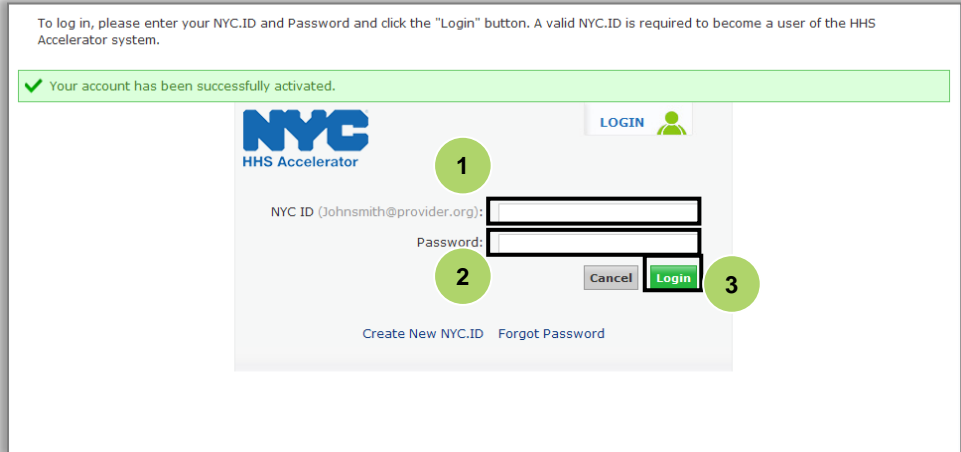 To log in, please enter your NYC.ID and Password and click the "Login" button. A valid NYC.ID is required to become a user of the HHS
Accelerator system.
Your account has been successfully activated.
NYC
LOGIN
HHS Accelerator
1
NYC ID (Johnsmith@provider.org):
Password:
2
Cancel
Login
3
Create New NYC.ID
Forgot Password